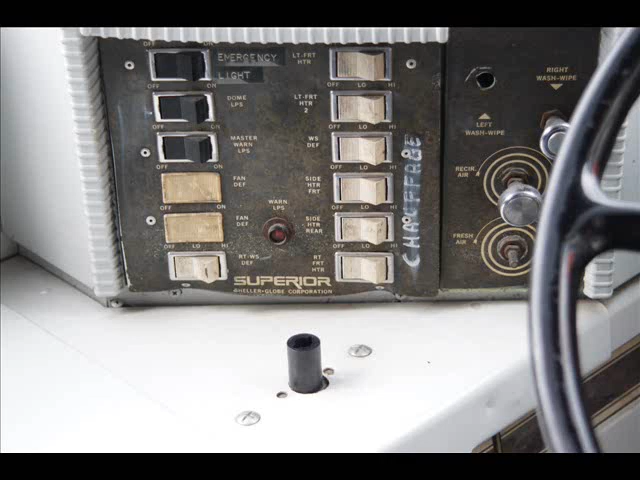 OFF ON
EMERGENCY
LIGHT
LT-FRT
HTR
OFF LO HI
OFF ON
DOME
LPS
LT-FRT
HTR
2
OFF LO HI
OFF ON
MASTER
WARN
LPS
WS
DEF
OFF LO HI
OFF ON
FAN
DEF
SIDE
HTR
FRT
OFF LO HI
FAN
DEF
WARN
LPS
SIDE
HTR
REAR
OFF LO HI
OFF LO HI
RT-WS
DEF
RT
FRT
HTR
SUPERIOR
SHELLER-GLOBE CORPORATION
CHAUFFAGE
RIGHT
WASH-WIPE
LEFT
WASH-WIPE
RECIR.
AIR
FRESH
AIR